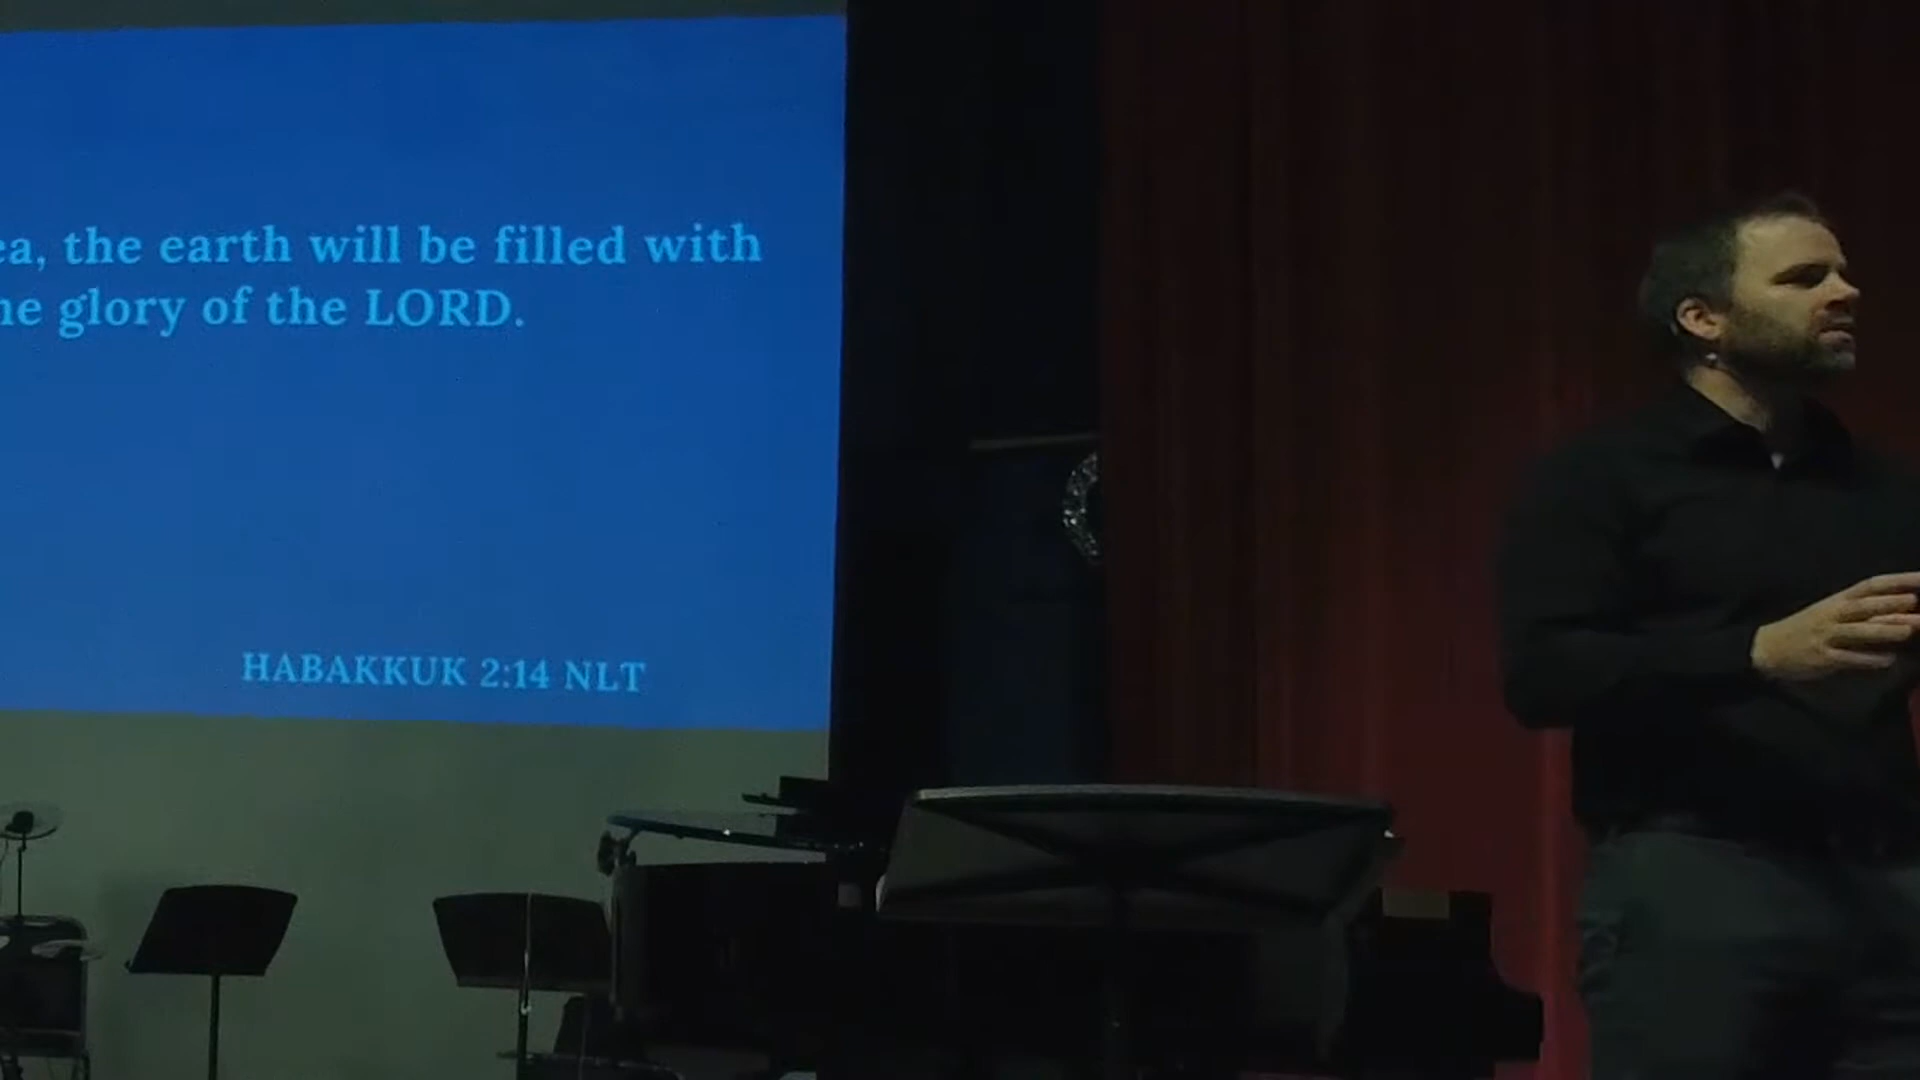 ea, the earth will be filled with
he glory of the LORD.
HABAKKUK 2:14 NLT